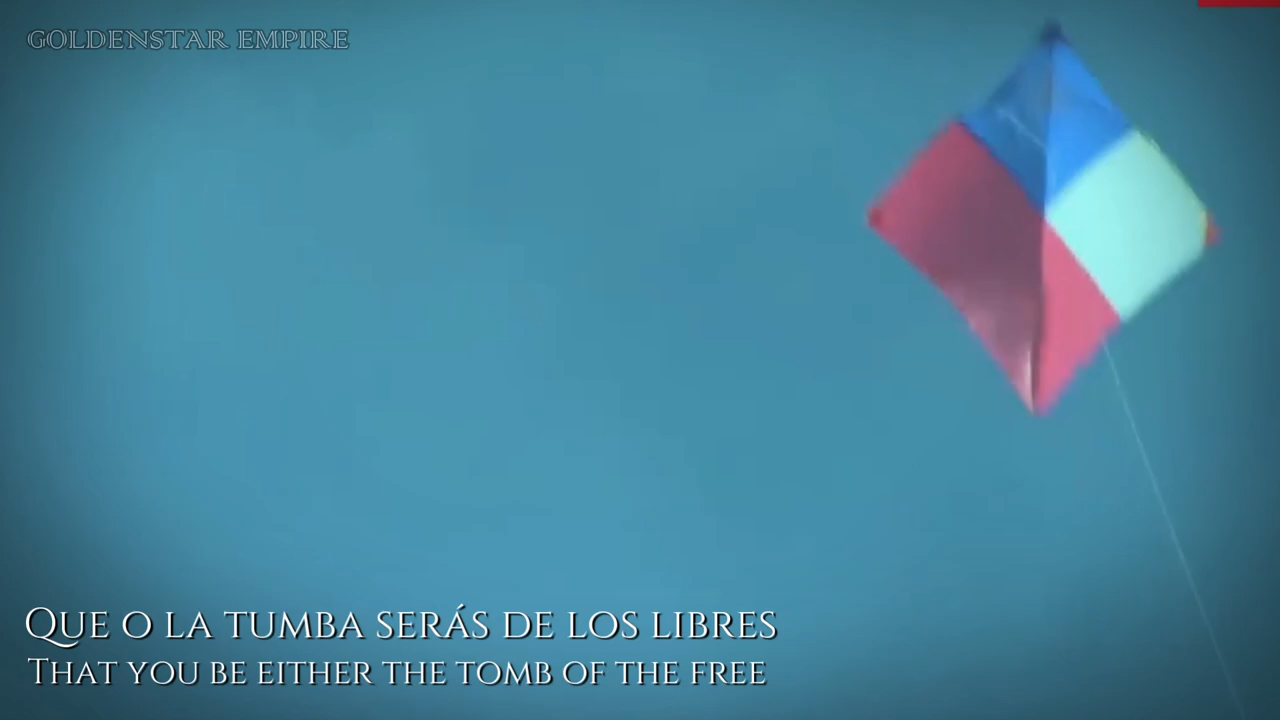 GOLDENSTAR EMPIRE
QUE O LA TUMBA SERÁS DE LOS LIBRES
THAT YOU BE EITHER THE TOMB OF THE FREE